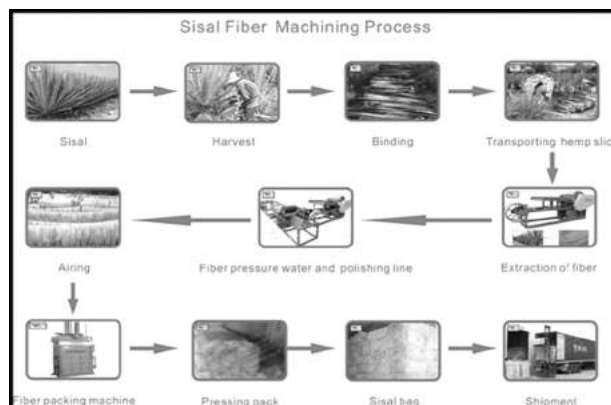 Sisal Fiber Machining Process
Sisal
Harvest
Binding
Transporting hemp slic
Extraction of fiber
Fiber pressure water and polishing line
Airing
Fiber packing machine
Pressing pack
Sisal bag
Shipment